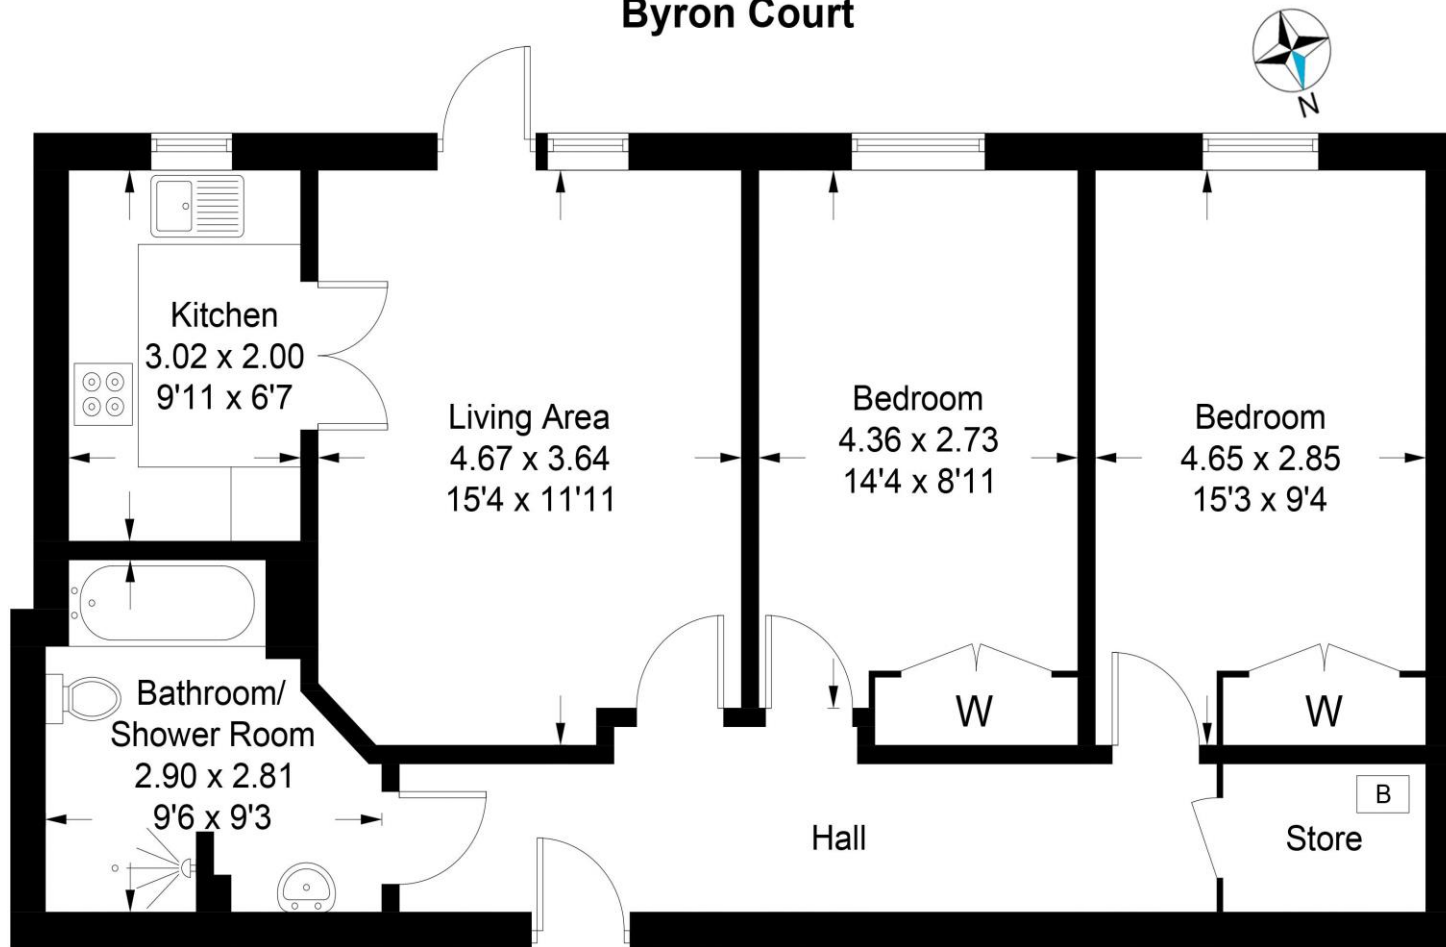 Byron Court
N
Kitchen
3.02 x 2.00
9'11 x 6'7
Living Area
4.67 x 3.64
15'4 x 11'11
Bedroom
4.36 x 2.73
14'4 x 8'11
Bedroom
4.65 x 2.85
15'3 x 9'4
Bathroom/
Shower Room
2.90 x 2.81
9'6 x 9'3
W
W
Hall
Store
B